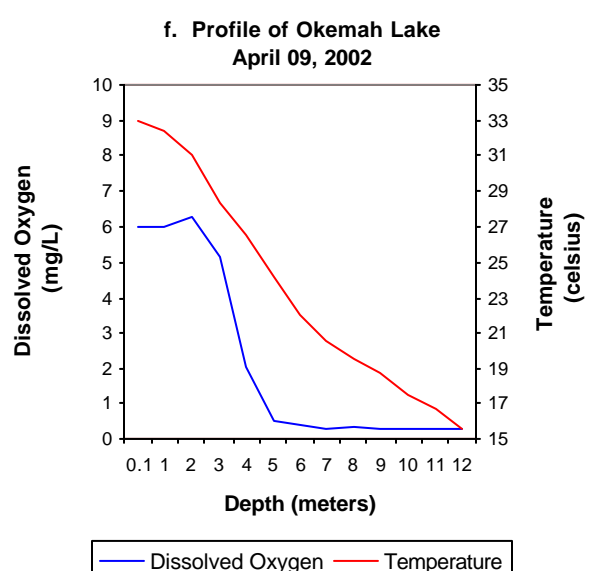 f. Profile of Okemah Lake
April 09, 2002
Dissolved Oxygen
(mg/L)
10
9
8
7
6
5
4
3
2
1
0
35
33
31
29
27
25
23
21
19
17
15
Temperature
(celsius)
0.1 1 2 3 4 5 6 7 8 9 10 11 12
Depth (meters)
Dissolved Oxygen Temperature